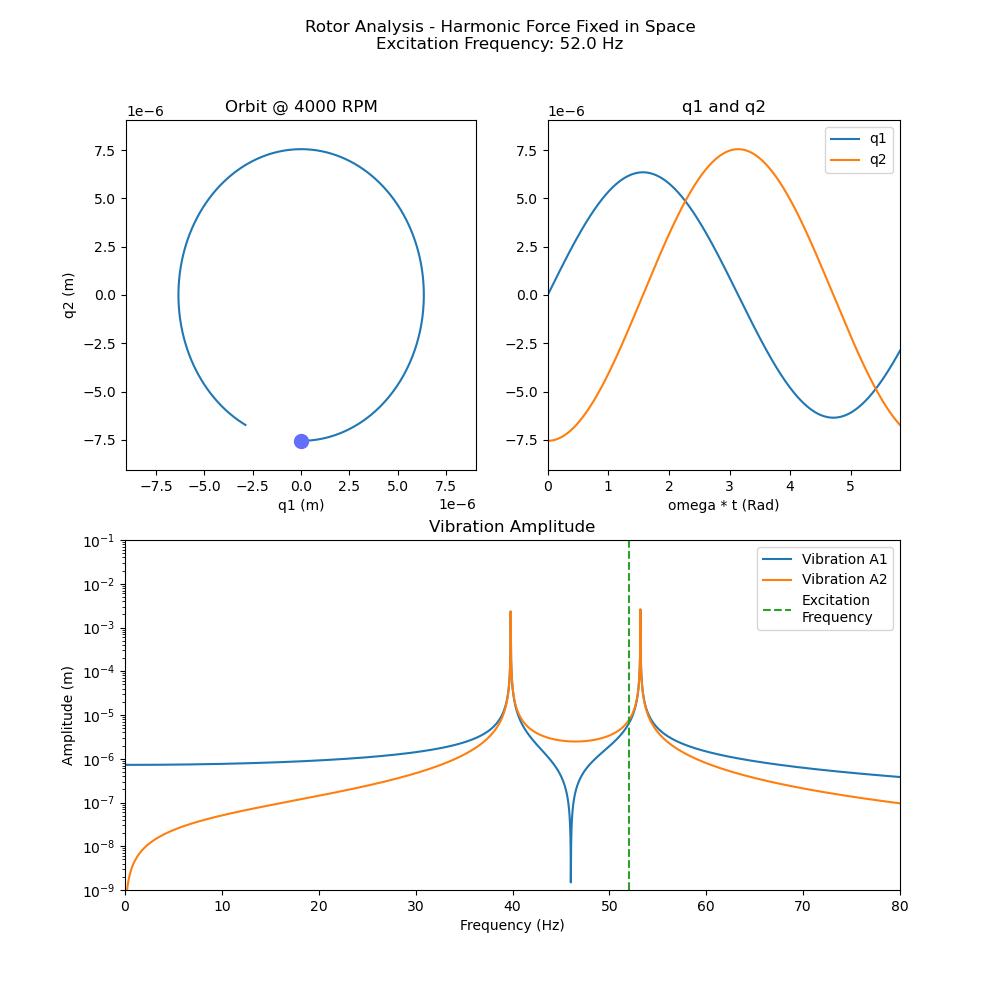 Rotor Analysis - Harmonic Force Fixed in Space
Excitation Frequency: 52.0 Hz
Orbit @ 4000 RPM
1e−6
7.5
5.0
2.5
0.0
−2.5
−5.0
−7.5
q2 (m)
−7.5 −5.0 −2.5 0.0 2.5 5.0 7.5
q1 (m)
1e−6
q1 and q2
1e−6
q1
q2
7.5
5.0
2.5
0.0
−2.5
−5.0
−7.5
0 1 2 3 4 5
omega * t (Rad)
Vibration Amplitude
Vibration A1
Vibration A2
Excitation
Frequency
10⁻¹
10⁻²
10⁻³
10⁻⁴
10⁻⁵
10⁻⁶
10⁻⁷
10⁻⁸
10⁻⁹
Amplitude (m)
0 10 20 30 40 50 60 70 80
Frequency (Hz)